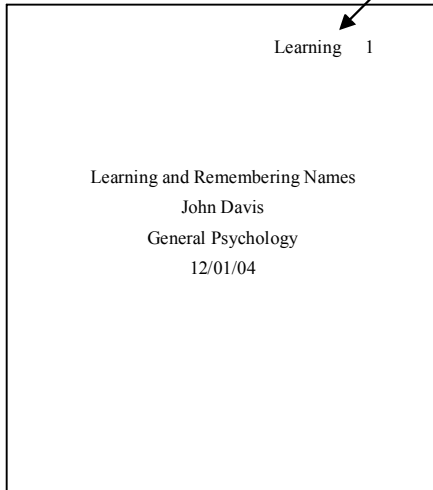 Learning 1
Learning and Remembering Names
John Davis
General Psychology
12/01/04